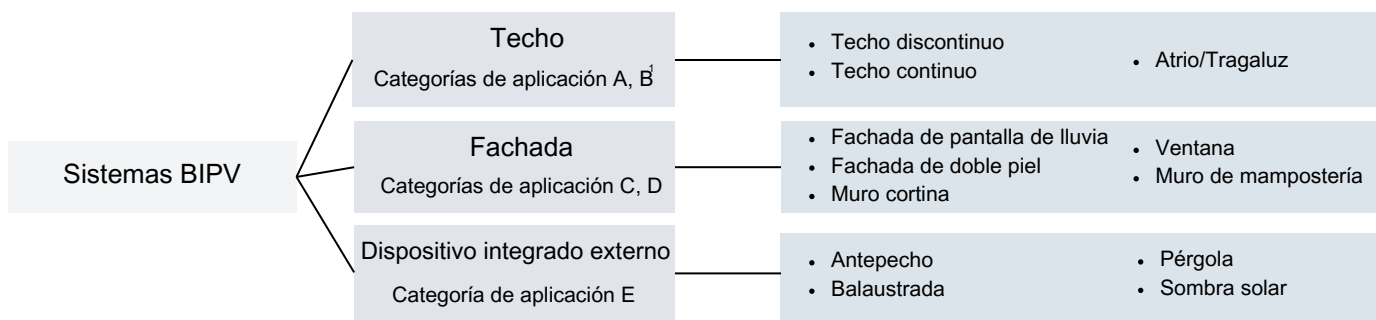 Sistemas BIPV
Techo
Categorías de aplicación A, B¹
• Techo discontinuo
• Techo continuo
• Atrio/Tragaluz
Fachada
Categorías de aplicación C, D
• Fachada de pantalla de lluvia
• Fachada de doble piel
• Muro cortina
• Ventana
• Muro de mampostería
Dispositivo integrado externo
Categoría de aplicación E
• Antepecho
• Balaustrada
• Pérgola
• Sombra solar